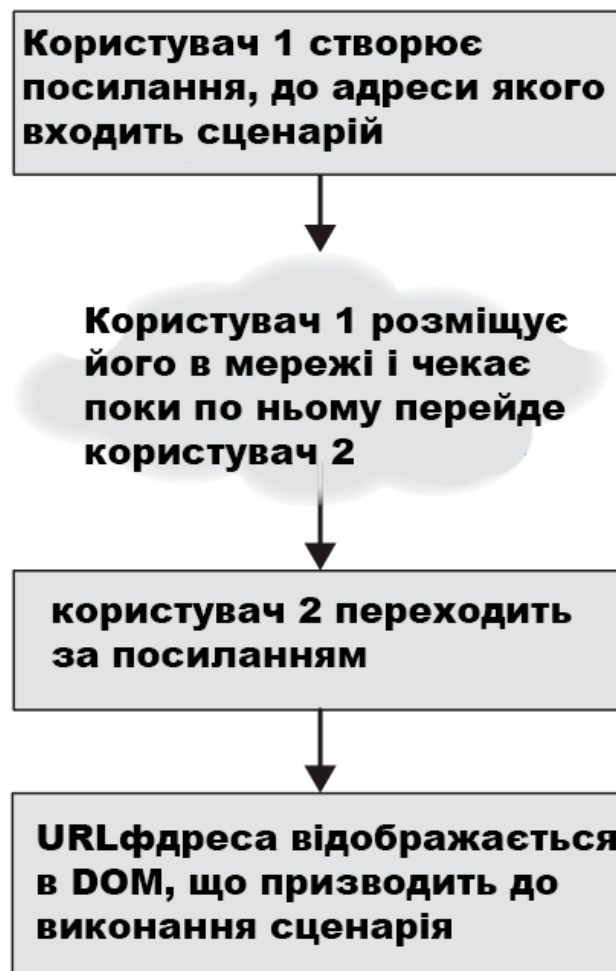 Користувач 1 створює
посилання, до адреси якого
входить сценарій
Користувач 1 розміщує
його в мережі і чекає
поки по ньому перейде
користувач 2
користувач 2 переходить
за посиланням
URLфдреса відображається
в DOM, що призводить до
виконання сценарія